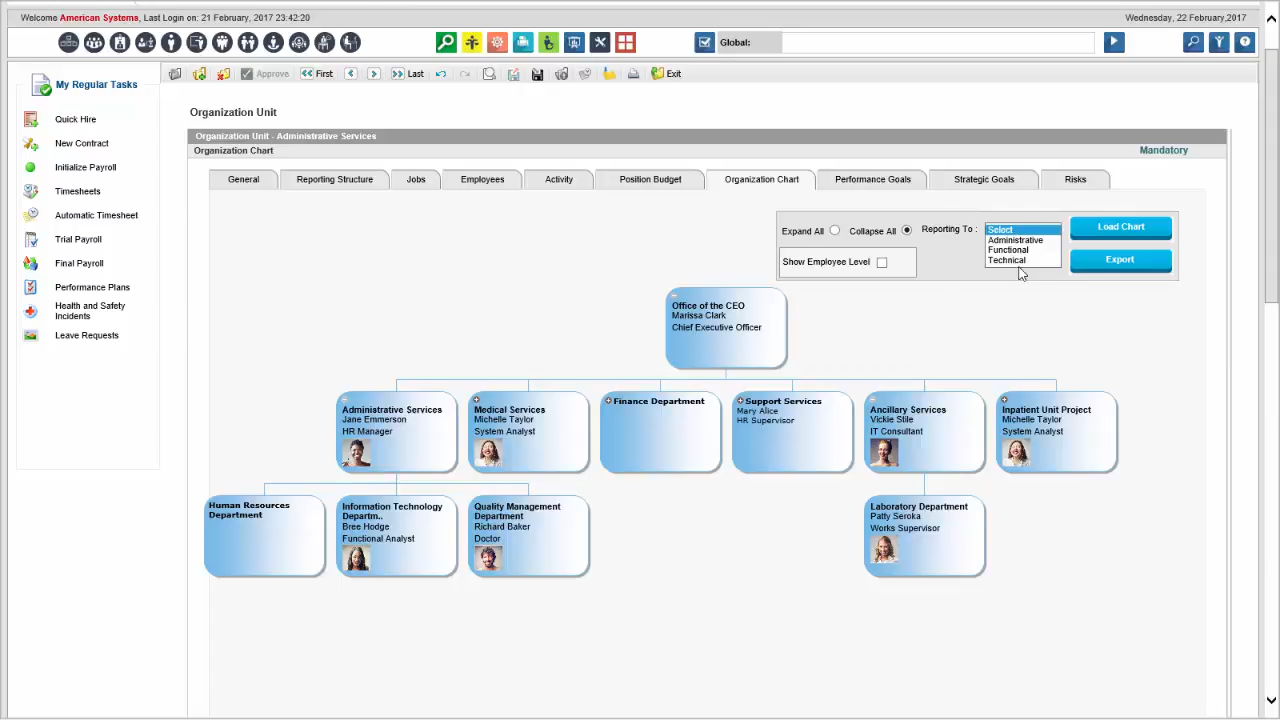 Welcome American Systems, Last Login on: 21 February, 2017 23:42:20
Wednesday, 22 February,2017
Global:
My Regular Tasks
Quick Hire
New Contract
Initialize Payroll
Timesheets
Automatic Timesheet
Trial Payroll
Final Payroll
Performance Plans
Health and Safety
Incidents
Leave Requests
Approve
First
Last
Exit
Organization Unit
Organization Unit - Administrative Services
Organization Chart
Mandatory
General
Reporting Structure
Jobs
Employees
Activity
Position Budget
Organization Chart
Performance Goals
Strategic Goals
Risks
Expand All
Collapse All
Reporting To :
Select
Administrative
Functional
Technical
Load Chart
Show Employee Level
Export
Office of the CEO
Marissa Clark
Chief Executive Officer
Administrative Services
Jane Emmerson
HR Manager
Medical Services
Michelle Taylor
System Analyst
Finance Department
Support Services
Mary Alice
HR Supervisor
Ancillary Services
Vickie Stile
IT Consultant
Inpatient Unit Project
Michelle Taylor
System Analyst
Human Resources
Department
Information Technology
Departm..
Bree Hodge
Functional Analyst
Quality Management
Department
Richard Baker
Doctor
Laboratory Department
Patty Seroka
Works Supervisor